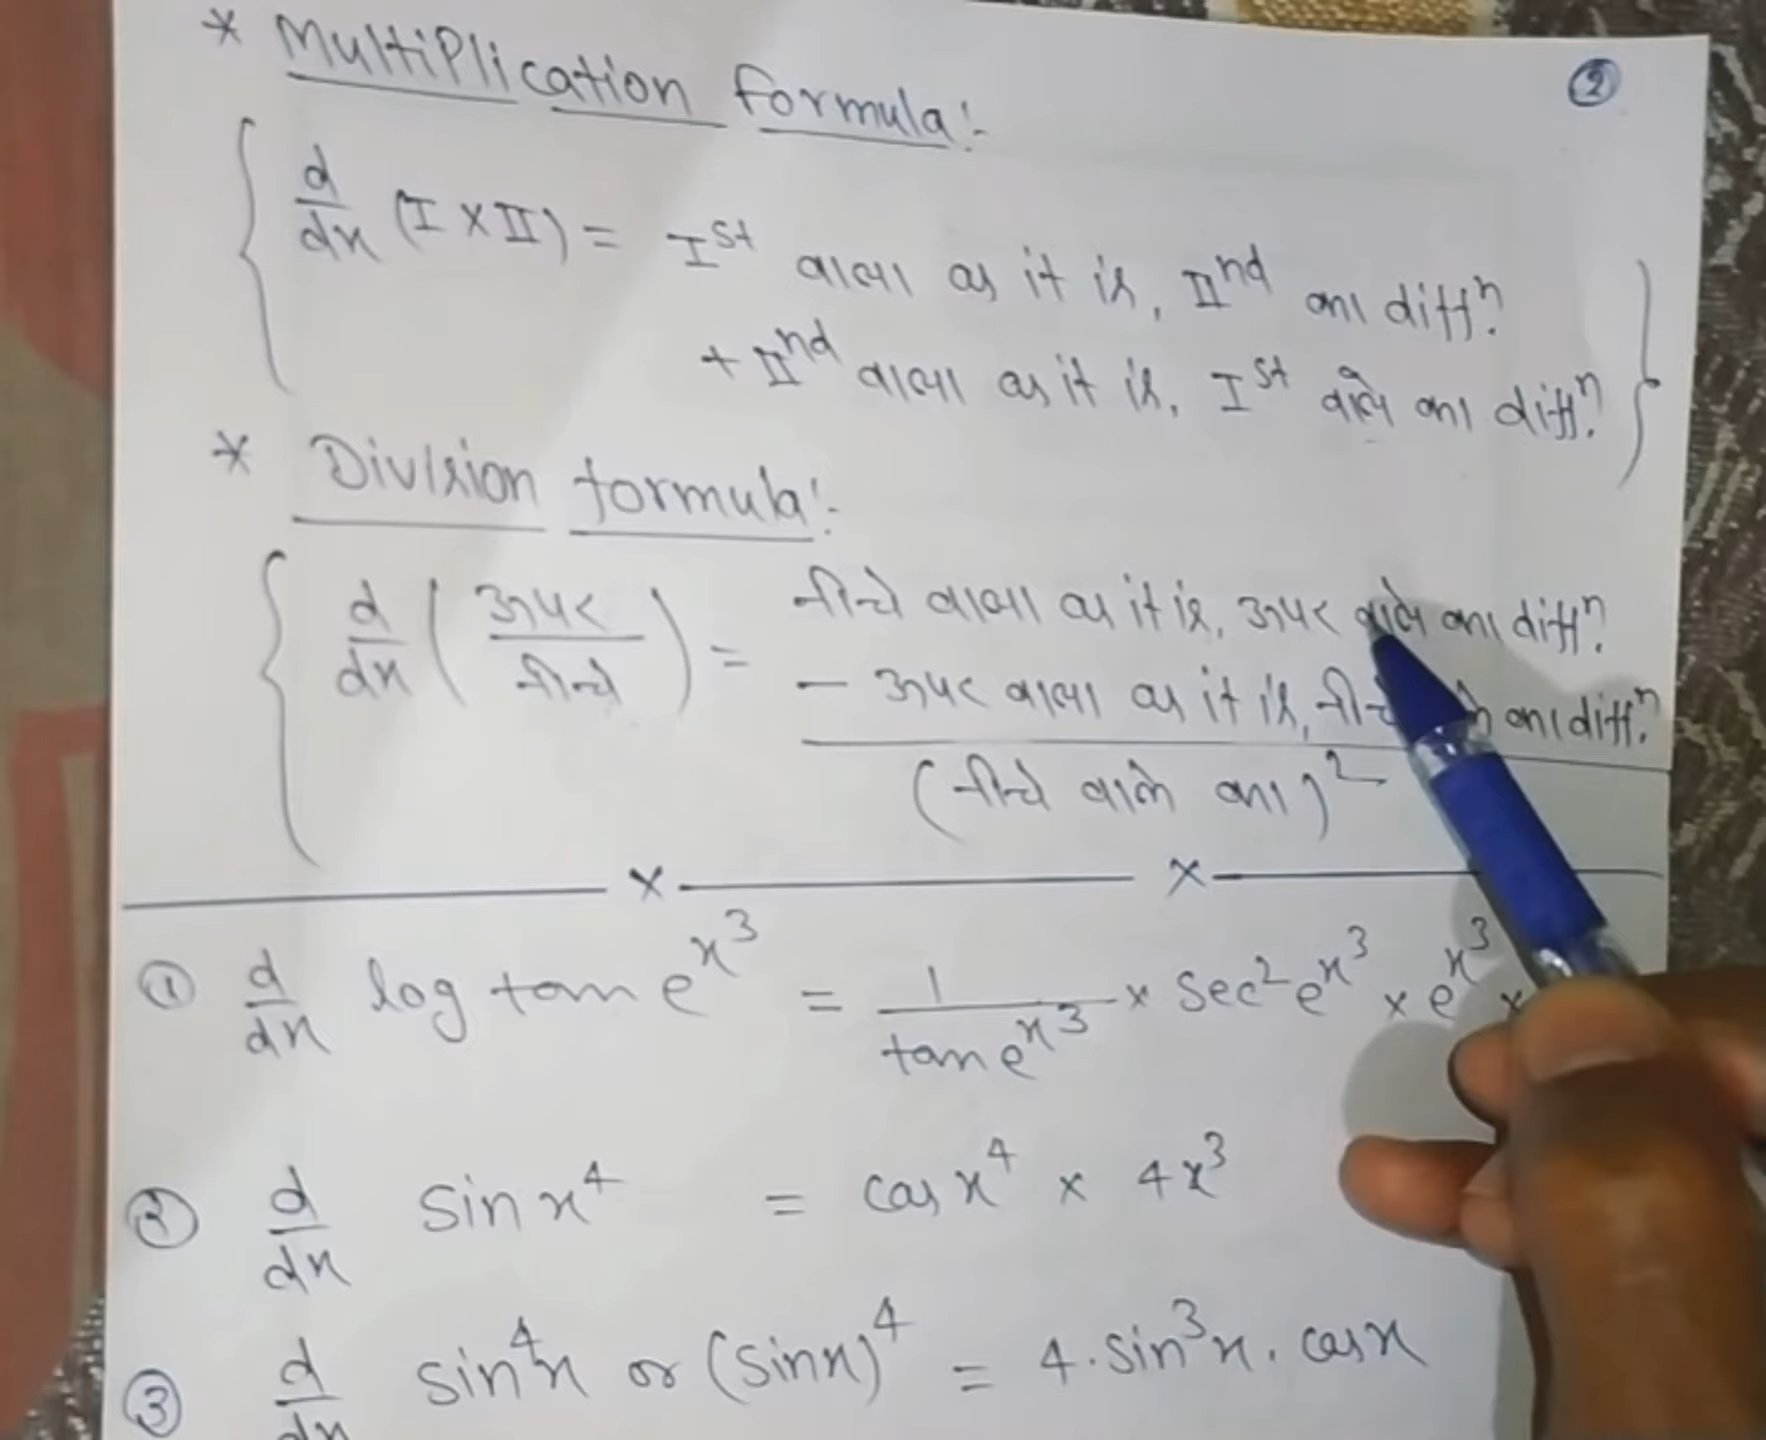 * Multiplication formula:-
②
d/dx (I × II) = Iˢᵗ वाला as it is, IIⁿᵈ का diffⁿ.
+ IIⁿᵈ वाला as it is, Iˢᵗ वाले का diffⁿ.
* Division formula:-
d/dx (ऊपर/नीचे) = नीचे वाला as it is, ऊपर वाले का diffⁿ.
– ऊपर वाला as it is, का diffⁿ.
(नीचे वाले का)²
× ×
① d/dx log tan e^x³ = 1/tan e^x³ × sec² e^x³ × e^x³ ×
② d/dx sin x⁴ = cos x⁴ × 4x³
③ d/dx sin⁴x or (sinx)⁴ = 4·sin³x·cosx